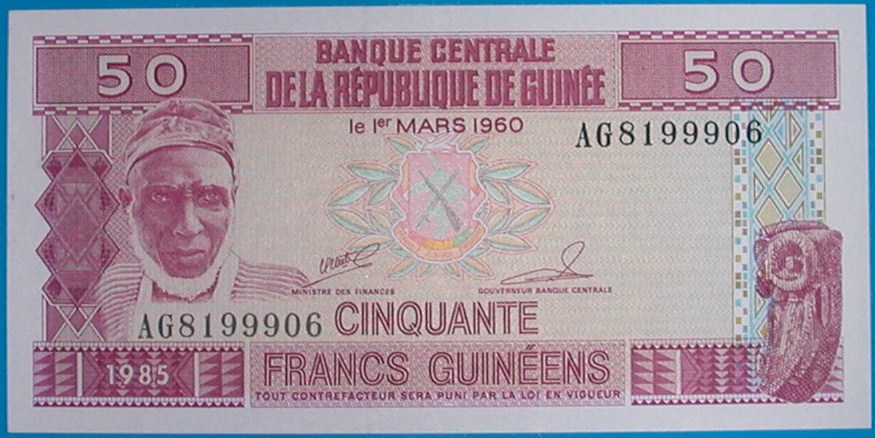 50
BANQUE CENTRALE
DE LA RÉPUBLIQUE DE GUINÉE
50
le 1er MARS 1960
AG8199906
MINISTRE DES FINANCES
GOUVERNEUR BANQUE CENTRALE
AG8199906
CINQUANTE
1985
FRANCS GUINÉENS
TOUT CONTREFACTEUR SERA PUNI PAR LA LOI EN VIGUEUR